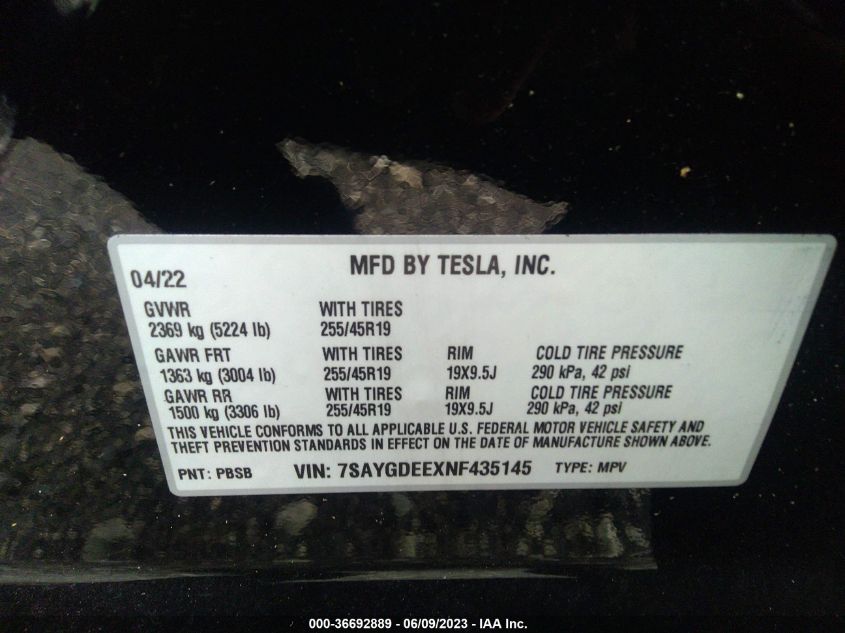 04/22 MFD BY TESLA, INC.
GVWR WITH TIRES
2369 kg (5224 lb) 255/45R19
GAWR FRT WITH TIRES RIM COLD TIRE PRESSURE
1363 kg (3004 lb) 255/45R19 19X9.5J 290 kPa, 42 psi
GAWR RR WITH TIRES RIM COLD TIRE PRESSURE
1500 kg (3306 lb) 255/45R19 19X9.5J 290 kPa, 42 psi
THIS VEHICLE CONFORMS TO ALL APPLICABLE U.S. FEDERAL MOTOR VEHICLE SAFETY AND
THEFT PREVENTION STANDARDS IN EFFECT ON THE DATE OF MANUFACTURE SHOWN ABOVE.
PNT: PBSB VIN: 7SAYGDEEXNF435145 TYPE: MPV
000-36692889 - 06/09/2023 - IAA Inc.